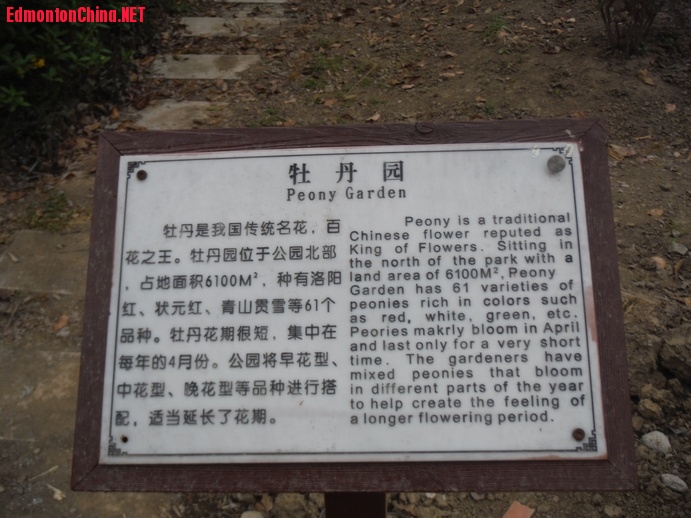 EdmontonChina.NET
牡丹园
Peony Garden
牡丹是我国传统名花，百
花之王。牡丹园位于公园北部
，占地面积6100M²，种有洛阳
红、状元红、青山贯雪等61个
品种。牡丹花期很短，集中在
每年的4月份。公园将早花型、
中花型、晚花型等品种进行搭
配，适当延长了花期。
Peony is a traditional
Chinese flower reputed as
King of Flowers. Sitting in
the north of the park with a
land area of 6100M², Peony
Garden has 61 varieties of
peonies rich in colors such
as red, white, green, etc.
Peories makrly bloom in April
and last only for a very short
time. The gardeners have
mixed peonies that bloom
in different parts of the year
to help create the feeling of
a longer flowering period.